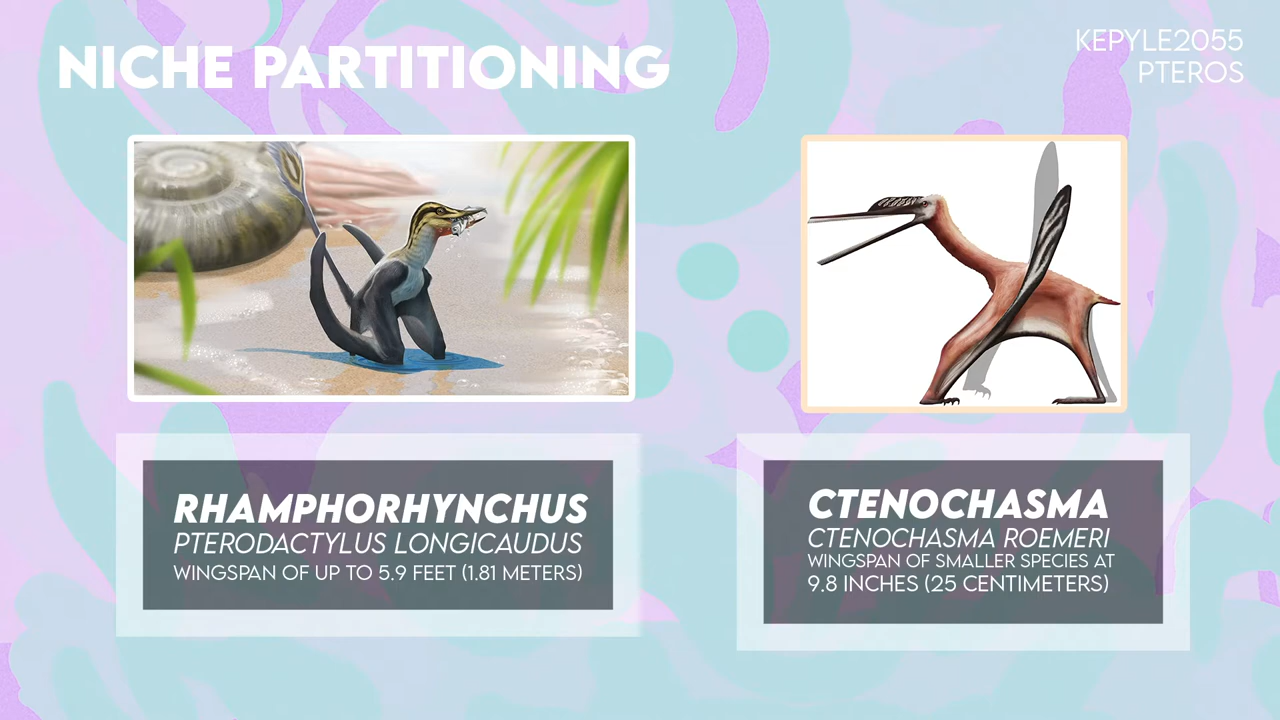 NICHE PARTITIONING
KEPYLE2055
PTEROS
RHAMPHORHYNCHUS
PTERODACTYLUS LONGICAUDUS
WINGSPAN OF UP TO 5.9 FEET (1.81 METERS)
CTENOCHASMA
CTENOCHASMA ROEMERI
WINGSPAN OF SMALLER SPECIES AT
9.8 INCHES (25 CENTIMETERS)